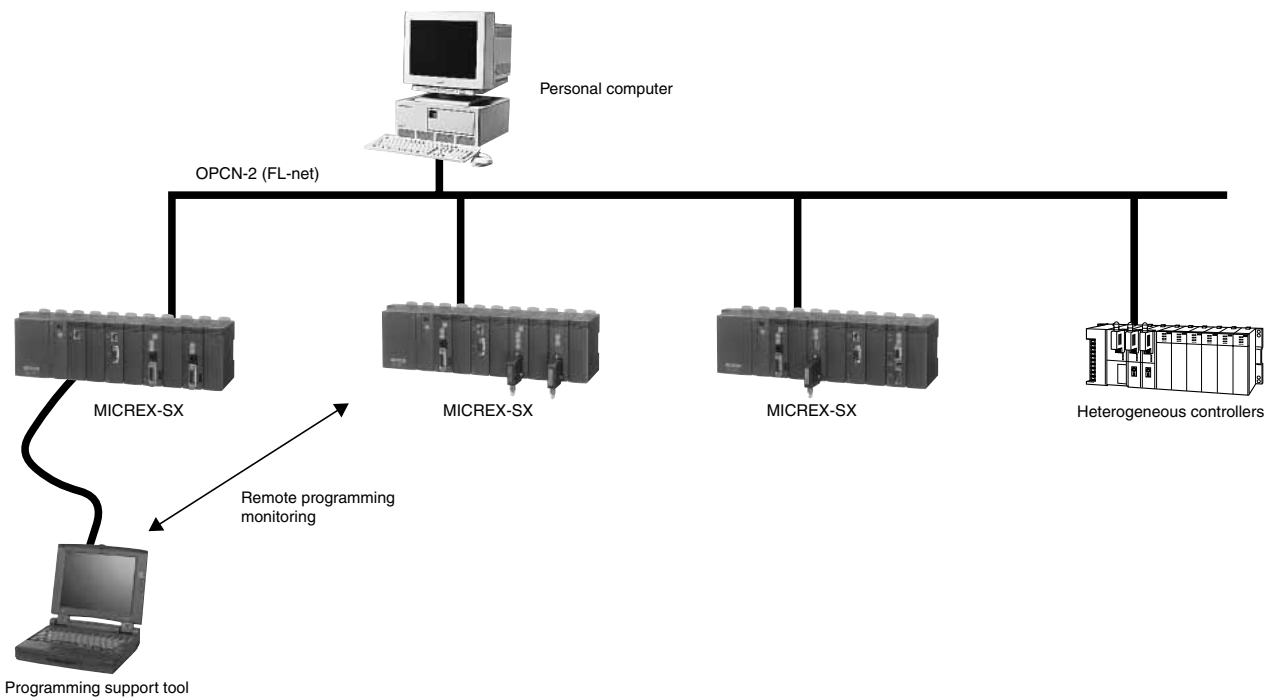 Personal computer
OPCN-2 (FL-net)
MICREX-SX
MICREX-SX
MICREX-SX
Heterogeneous controllers
Remote programming
monitoring
Programming support tool